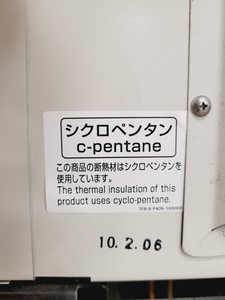 シクロペンタン
c-pentane
この商品の断熱材はシクロペンタンを
使用しています。
The thermal insulation of this
product uses cyclo-pentane.
10.2.06